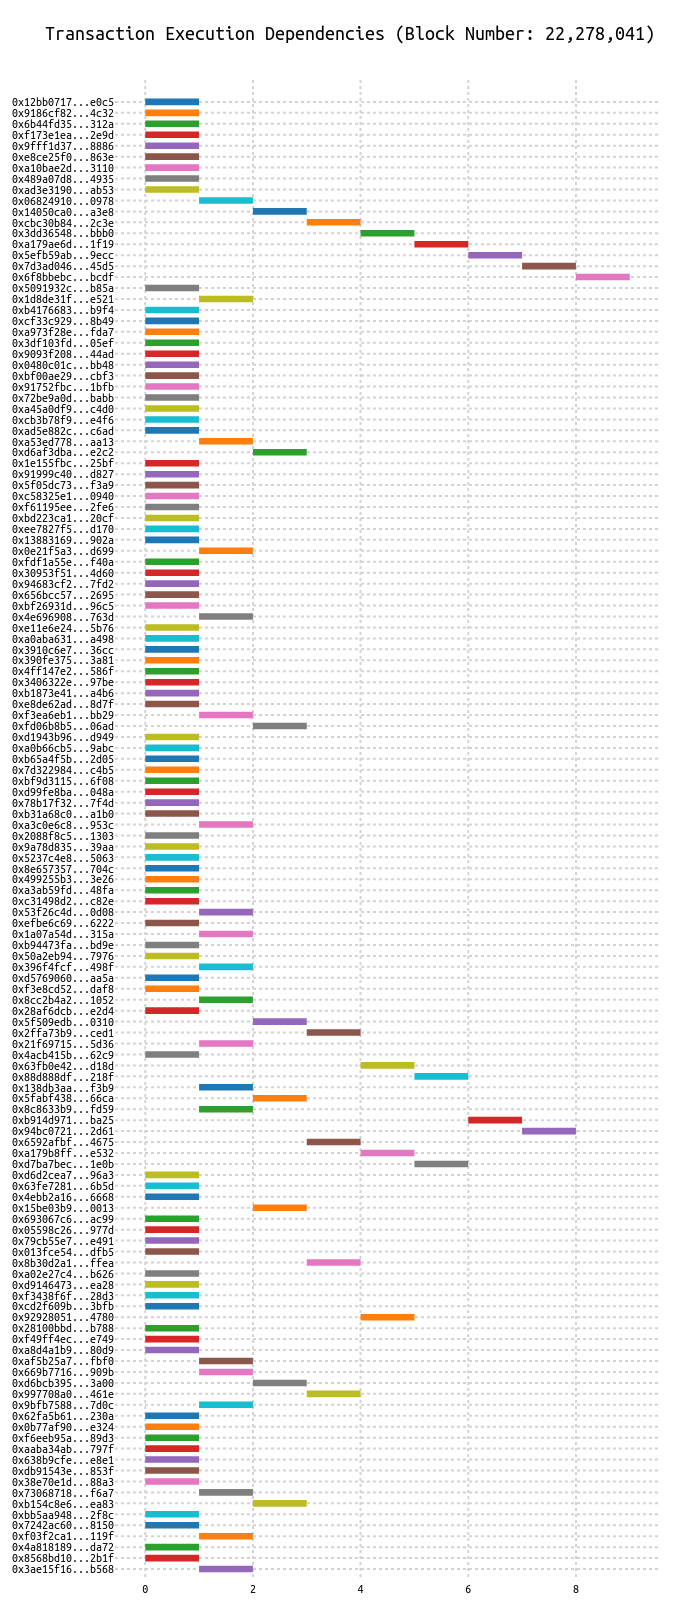 Transaction Execution Dependencies (Block Number: 22,278,041)
0x12bb0717...e0c5
0x9186cf82...4c32
0x6b44fd35...312a
0xf173e1ea...2e9d
0x9fff1d37...8886
0xe8ce25f0...863e
0xa10bae2d...3110
0x489a07d8...4935
0xad3e3190...ab53
0x06824910...0978
0x14050ca0...a3e8
0xcbc30b84...2c3e
0x3dd36548...bbb0
0xa179ae6d...1f19
0x5efb59ab...9ecc
0x7d3ad046...45d5
0x6f8bbebc...bcdf
0x5091932c...b85a
0x1d8de31f...e521
0xb4176683...b9f4
0xcf33c929...8b49
0xa973f28e...fda7
0x3df103fd...05ef
0x9093f208...44ad
0x0480c01c...bb48
0xbf00ae29...cbf3
0x91752fbc...1bfb
0x72be9a0d...babb
0xa45a0df9...c4d0
0xcb3b78f9...e4f6
0xad5e882c...c6ad
0xa53ed778...aa13
0xd6af3dba...e2c2
0x1e155fbc...25bf
0x91999c40...d827
0x5f05dc73...f3a9
0xc58325e1...0940
0xf61195ee...2fe6
0xbd223ca1...20cf
0xee7827f5...d170
0x13883169...902a
0x0e21f5a3...d699
0xfdf1a55e...f40a
0x30953f51...4d60
0x94683cf2...7fd2
0x656bcc57...2695
0xbf26931d...96c5
0x4e696908...763d
0xe11e6e24...5b76
0xa0aba631...a498
0x3910c6e7...36cc
0x390fe375...3a81
0x4ff147e2...586f
0x3406322e...97be
0xb1873e41...a4b6
0xe8de62ad...8d7f
0xf3ea6eb1...bb29
0xfd06b8b5...06ad
0xd1943b96...d949
0xa0b66cb5...9abc
0xb65a4f5b...2d05
0x7d322984...c4b5
0xbf9d3115...6f08
0xd99fe8ba...048a
0x78b17f32...7f4d
0xb31a68c0...a1b0
0xa3c0e6c8...953c
0x2088f8c5...1303
0x9a78d835...39aa
0x5237c4e8...5063
0x8e657357...704c
0x499255b3...3e26
0xa3ab59fd...48fa
0xc31498d2...c82e
0x53f26c4d...0d08
0xefbe6c69...6222
0x1a07a54d...315a
0xb94473fa...bd9e
0x50a2eb94...7976
0x396f4fcf...498f
0xd5769060...aa5a
0xf3e8cd52...daf8
0x8cc2b4a2...1052
0x28af6dcb...e2d4
0x5f509edb...0310
0x2ffa73b9...ced1
0x21f69715...5d36
0x4acb415b...62c9
0x63fb0e42...d18d
0x88d888df...218f
0x138db3aa...f3b9
0x5fabf438...66ca
0x8c8633b9...fd59
0xb914d971...ba25
0x94bc0721...2d61
0x6592afbf...4675
0xa179b8ff...e532
0xd7ba7bec...1e0b
0xd6d2cea7...96a3
0x63fe7281...6b5d
0x4ebb2a16...6668
0x15be03b9...0013
0x693067c6...ac99
0x05598c26...977d
0x79cb55e7...e491
0x013fce54...dfb5
0x8b30d2a1...ffea
0xa02e27c4...b626
0xd9146473...ea28
0xf3438f6f...28d3
0xcd2f609b...3bfb
0x92928051...4780
0x28100bbd...b788
0xf49ff4ec...e749
0xa8d4a1b9...80d9
0xaf5b25a7...fbf0
0x669b7716...909b
0xd6bcb395...3a00
0x997708a0...461e
0x9bfb7588...7d0c
0x62fa5b61...230a
0x0b77af90...e324
0xf6eeb95a...89d3
0xaaba34ab...797f
0x638b9cfe...e8e1
0xdb91543e...853f
0x38e70e1d...88a3
0x73068718...f6a7
0xb154c8e6...ea83
0xbb5aa948...2f8c
0x7242ac60...8150
0xf03f2ca1...119f
0x4a818189...da72
0x8568bd10...2b1f
0x3ae15f16...b568
0 2 4 6 8